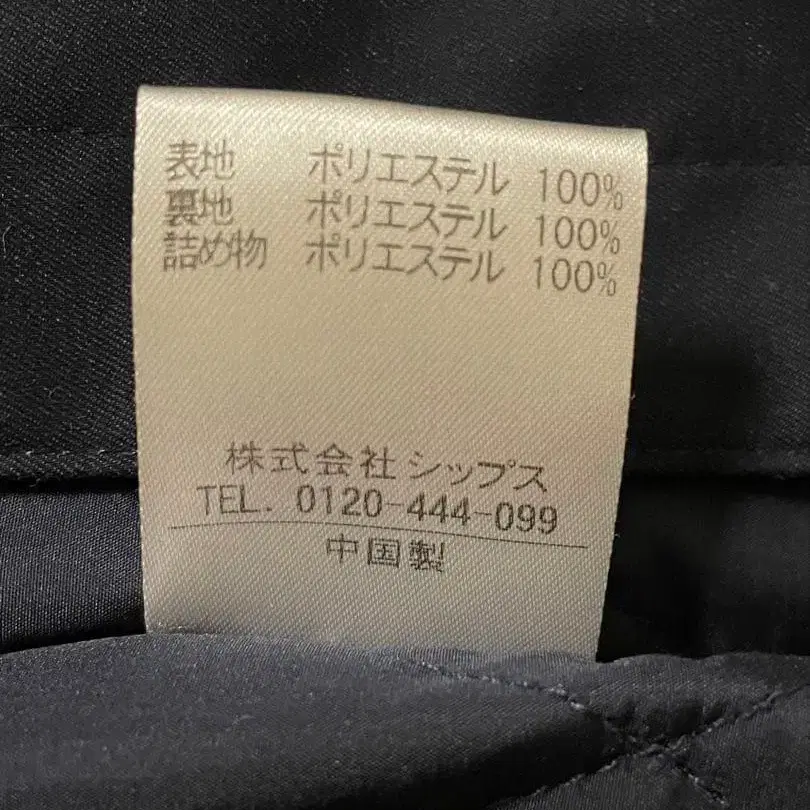 表地 ポリエステル 100%
裏地 ポリエステル 100%
詰め物 ポリエステル 100%
株式会社シップス
TEL. 0120-444-099
中国製